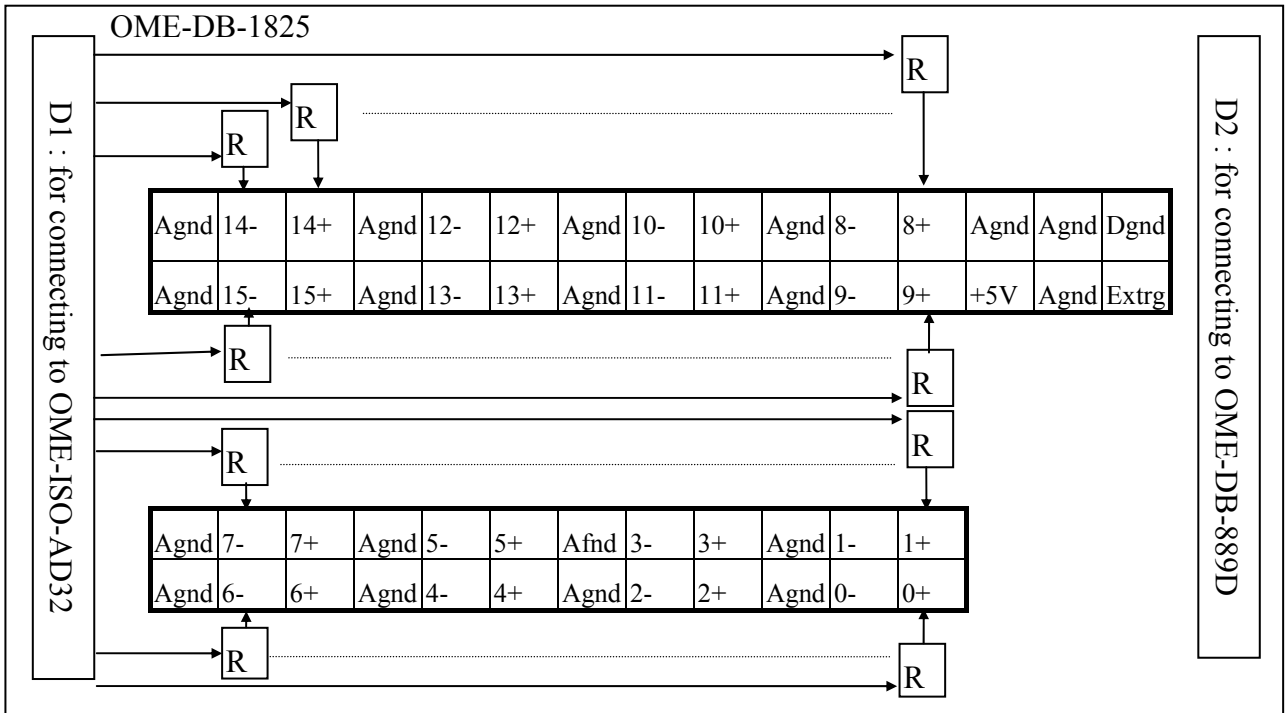 OME-DB-1825
D1 : for connecting to OME-ISO-AD32
R
R
R
Agnd 14- 14+ Agnd 12- 12+ Agnd 10- 10+ Agnd 8- 8+ Agnd Agnd Dgnd
Agnd 15- 15+ Agnd 13- 13+ Agnd 11- 11+ Agnd 9- 9+ +5V Agnd Extrg
R
R
R
R
Agnd 7- 7+ Agnd 5- 5+ Afnd 3- 3+ Agnd 1- 1+
Agnd 6- 6+ Agnd 4- 4+ Agnd 2- 2+ Agnd 0- 0+
R
R
D2 : for connecting to OME-DB-889D